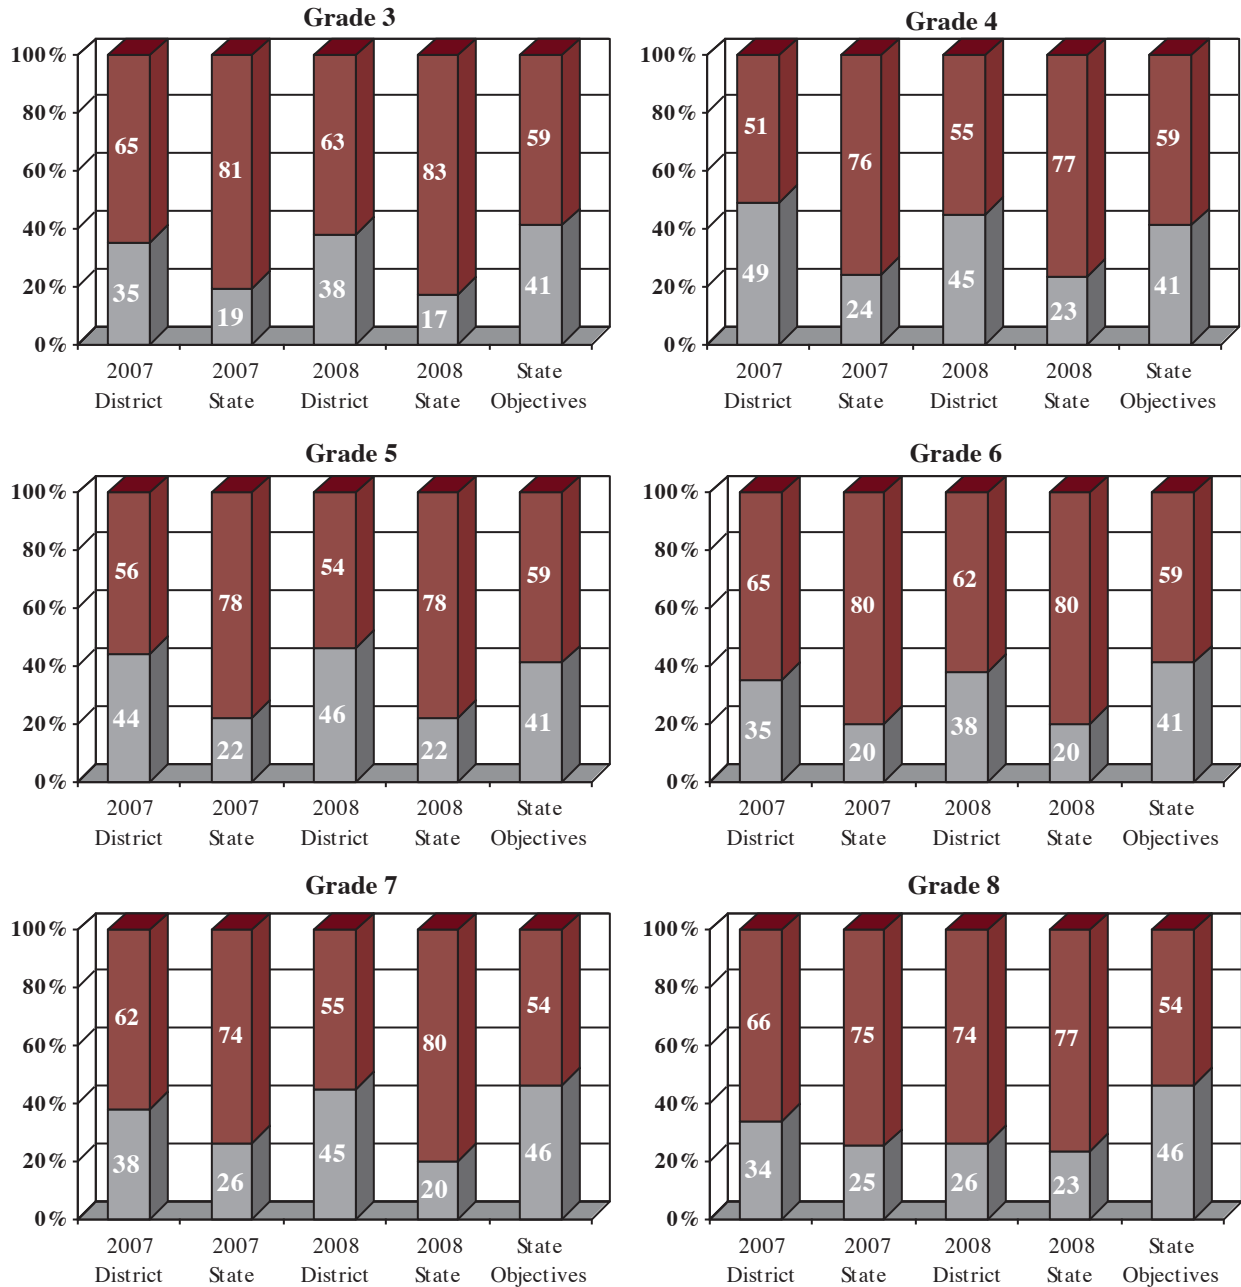 Grade 3
100%
80%
60%
40%
20%
0%
65
81
63
83
59
35
19
38
17
41
2007 District
2007 State
2008 District
2008 State
State Objectives
Grade 4
100%
80%
60%
40%
20%
0%
51
76
55
77
59
49
24
45
23
41
2007 District
2007 State
2008 District
2008 State
State Objectives
Grade 5
100%
80%
60%
40%
20%
0%
56
78
54
78
59
44
22
46
22
41
2007 District
2007 State
2008 District
2008 State
State Objectives
Grade 6
100%
80%
60%
40%
20%
0%
65
80
62
80
59
35
20
38
20
41
2007 District
2007 State
2008 District
2008 State
State Objectives
Grade 7
100%
80%
60%
40%
20%
0%
62
74
55
80
54
38
26
45
20
46
2007 District
2007 State
2008 District
2008 State
State Objectives
Grade 8
100%
80%
60%
40%
20%
0%
66
75
74
77
54
34
25
26
23
46
2007 District
2007 State
2008 District
2008 State
State Objectives